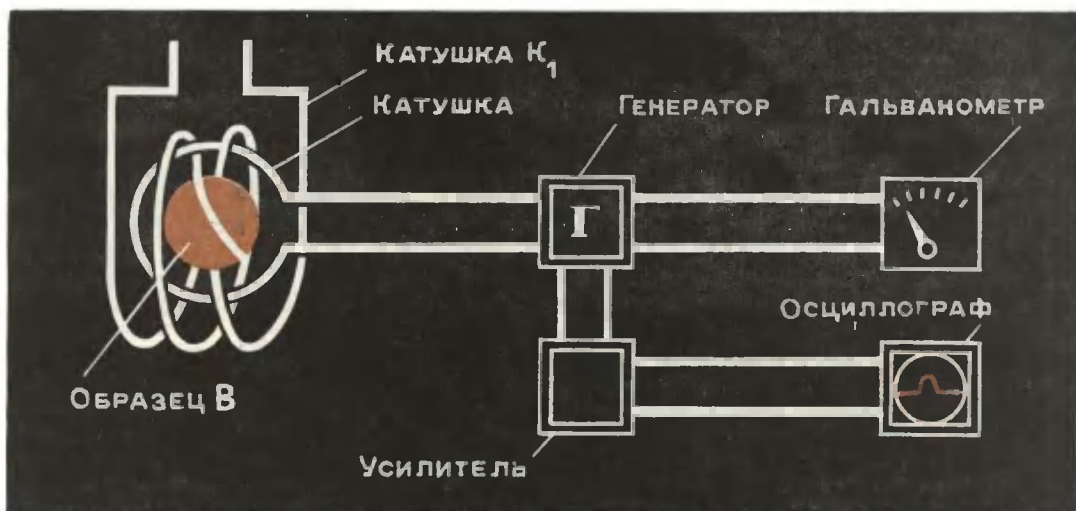 Катушка К₁
Катушка
Генератор
Гальванометр
Г
Осциллограф
Образец В
Усилитель